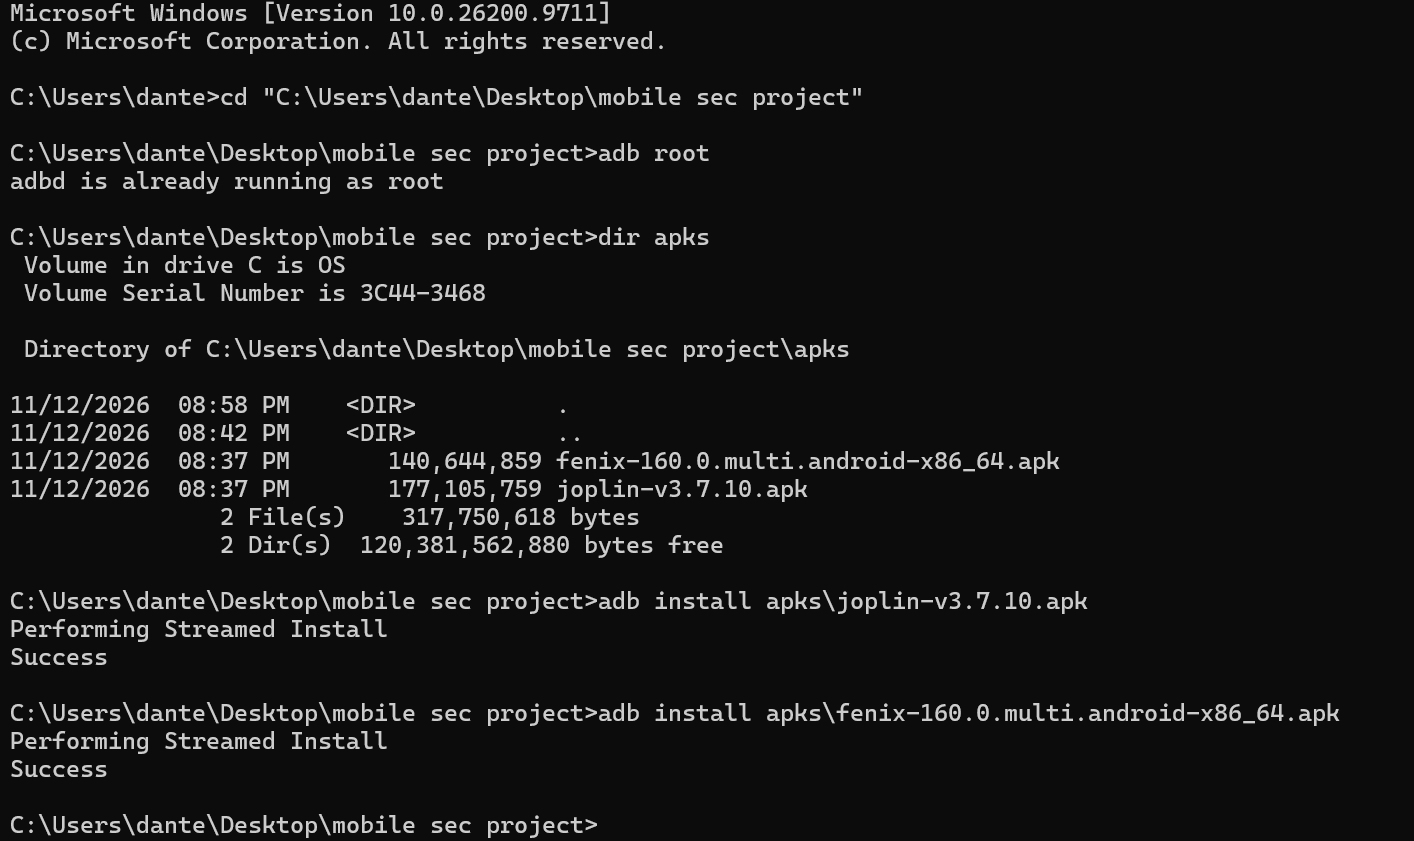 Microsoft Windows [Version 10.0.26200.9711]
(c) Microsoft Corporation. All rights reserved.
C:\Users\dante>cd "C:\Users\dante\Desktop\mobile sec project"
C:\Users\dante\Desktop\mobile sec project>adb root
adbd is already running as root
C:\Users\dante\Desktop\mobile sec project>dir apks
 Volume in drive C is OS
 Volume Serial Number is 3C44-3468
 Directory of C:\Users\dante\Desktop\mobile sec project\apks
11/12/2026  08:58 PM    <DIR>          .
11/12/2026  08:42 PM    <DIR>          ..
11/12/2026  08:37 PM       140,644,859 fenix-160.0.multi.android-x86_64.apk
11/12/2026  08:37 PM       177,105,759 joplin-v3.7.10.apk
               2 File(s)    317,750,618 bytes
               2 Dir(s)  120,381,562,880 bytes free
C:\Users\dante\Desktop\mobile sec project>adb install apks\joplin-v3.7.10.apk
Performing Streamed Install
Success
C:\Users\dante\Desktop\mobile sec project>adb install apks\fenix-160.0.multi.android-x86_64.apk
Performing Streamed Install
Success
C:\Users\dante\Desktop\mobile sec project>